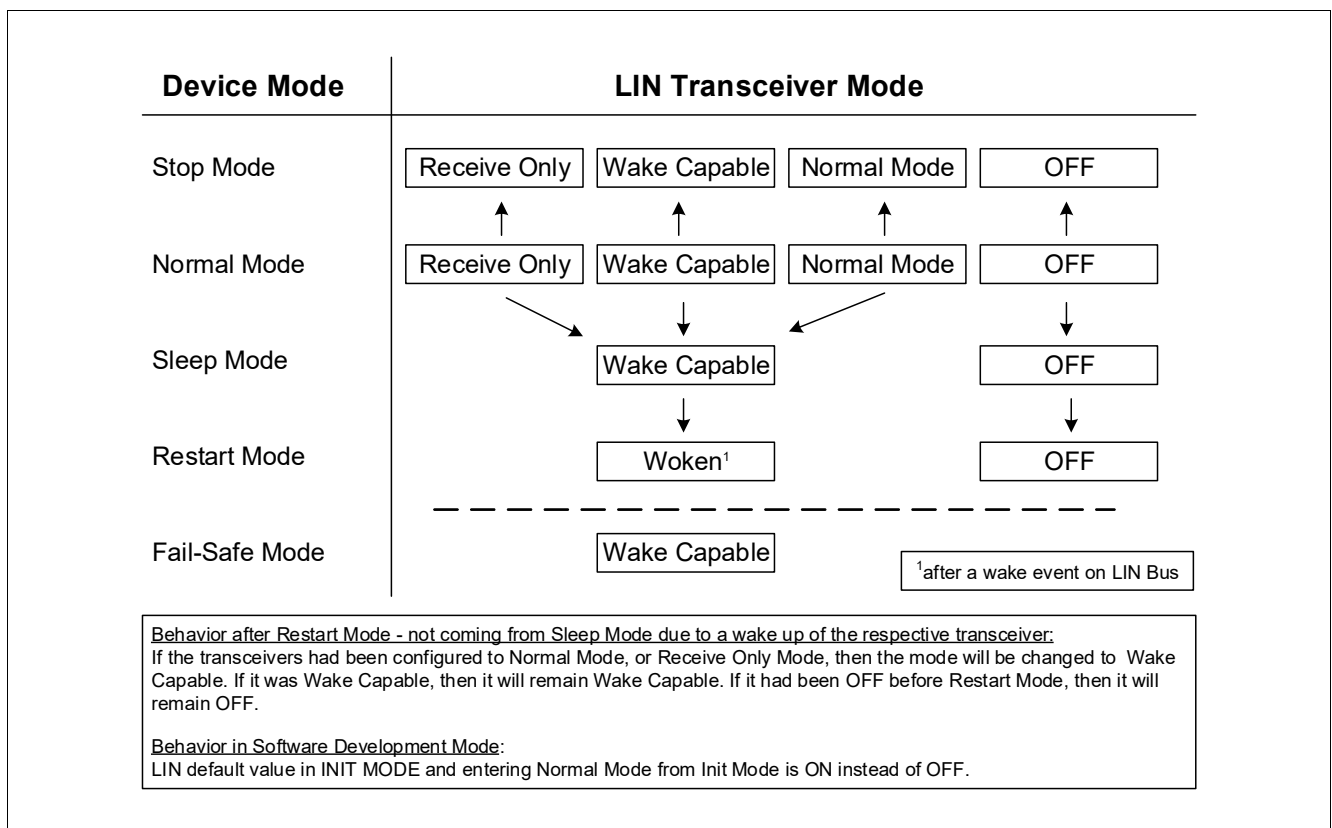 Device Mode LIN Transceiver Mode
Stop Mode Receive Only Wake Capable Normal Mode OFF
Normal Mode Receive Only Wake Capable Normal Mode OFF
Sleep Mode Wake Capable OFF
Restart Mode Woken¹ OFF
Fail-Safe Mode Wake Capable
¹after a wake event on LIN Bus
Behavior after Restart Mode - not coming from Sleep Mode due to a wake up of the respective transceiver:
If the transceivers had been configured to Normal Mode, or Receive Only Mode, then the mode will be changed to Wake
Capable. If it was Wake Capable, then it will remain Wake Capable. If it had been OFF before Restart Mode, then it will
remain OFF.
Behavior in Software Development Mode:
LIN default value in INIT MODE and entering Normal Mode from Init Mode is ON instead of OFF.